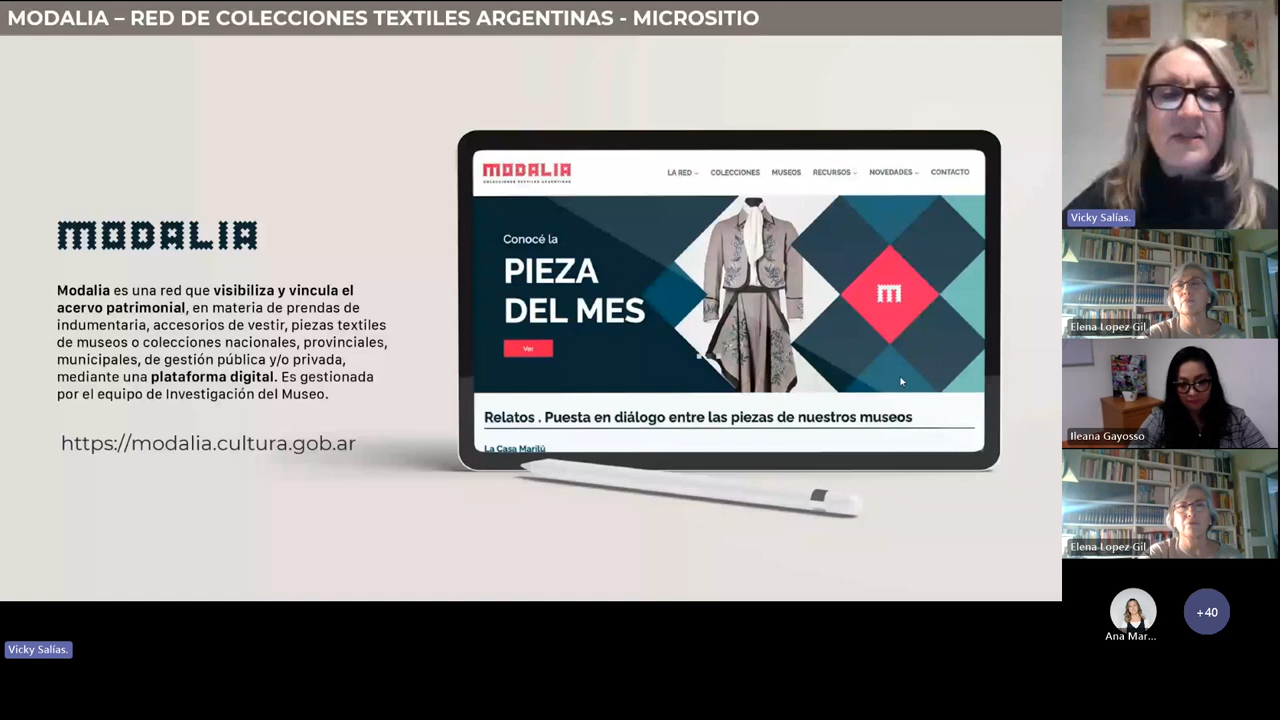 MODALIA – RED DE COLECCIONES TEXTILES ARGENTINAS - MICROSITIO
MODALIA
Modalia es una red que visibiliza y vincula el
acervo patrimonial, en materia de prendas de
indumentaria, accesorios de vestir, piezas textiles
de museos o colecciones nacionales, provinciales,
municipales, de gestión pública y/o privada,
mediante una plataforma digital. Es gestionada
por el equipo de Investigación del Museo.
https://modalia.cultura.gob.ar
MODALIA
COLECCIONES TEXTILES ARGENTINAS
LA RED COLECCIONES MUSEOS RECURSOS NOVEDADES CONTACTO
Conocé la
PIEZA
DEL MES
Ver
m
Relatos . Puesta en diálogo entre las piezas de nuestros museos
La Casa Marilú
Vicky Salías.
Elena Lopez Gil
Ileana Gayosso
Elena Lopez Gil
Ana Mar...
+40
Vicky Salías.